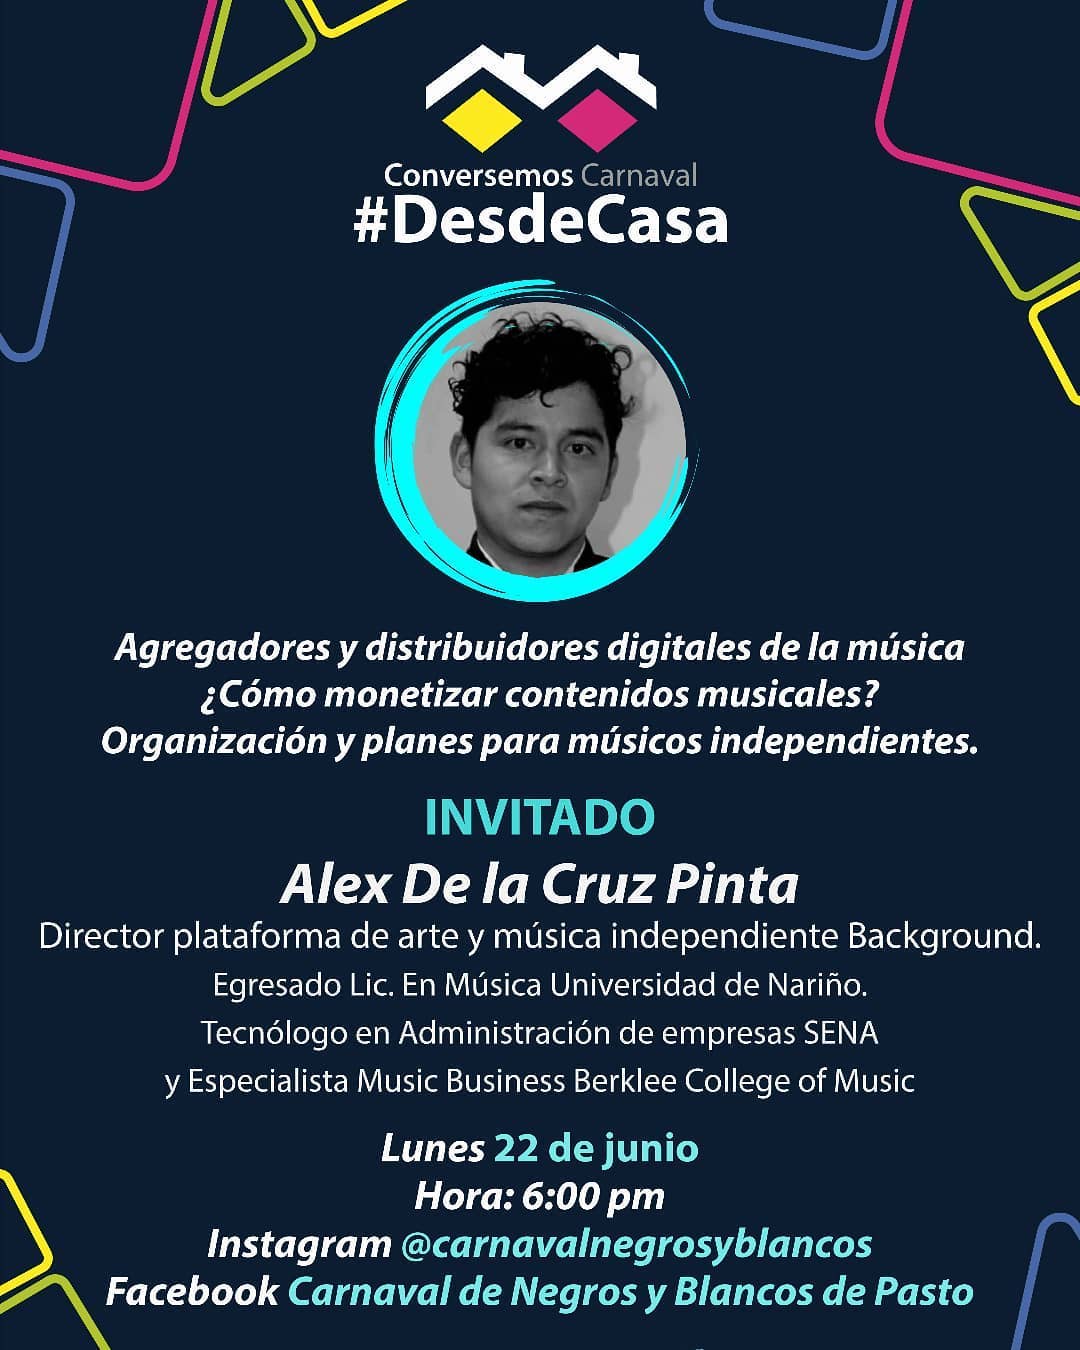 Conversemos Carnaval
#DesdeCasa
Agregadores y distribuidores digitales de la música
¿Cómo monetizar contenidos musicales?
Organización y planes para músicos independientes.
INVITADO
Alex De la Cruz Pinta
Director plataforma de arte y música independiente Background.
Egresado Lic. En Música Universidad de Nariño.
Tecnólogo en Administración de empresas SENA
y Especialista Music Business Berklee College of Music
Lunes 22 de junio
Hora: 6:00 pm
Instagram @carnavalnegrosyblancos
Facebook Carnaval de Negros y Blancos de Pasto